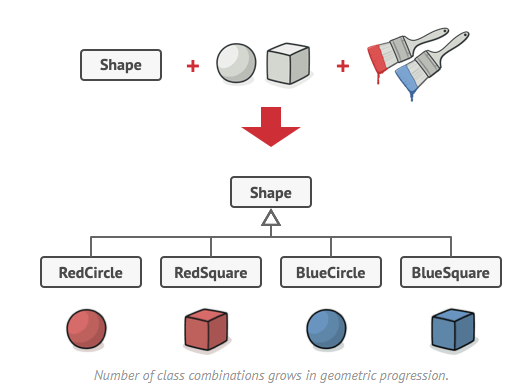 Shape
+
+
Shape
RedCircle RedSquare BlueCircle BlueSquare
Number of class combinations grows in geometric progression.